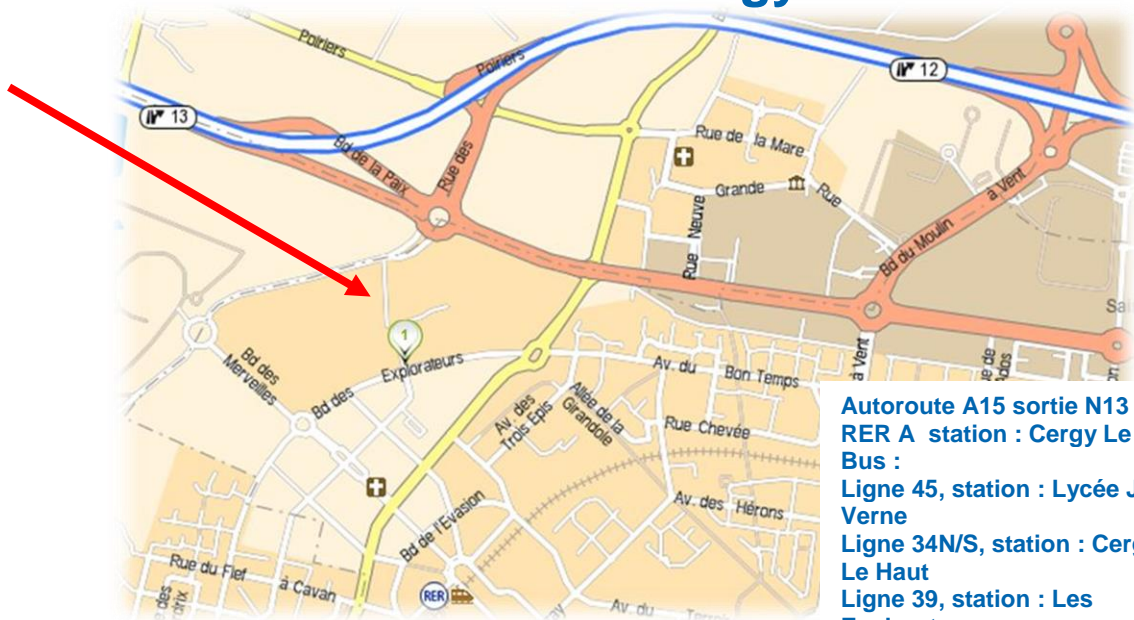 Poiriers
Poiriers
12
13
Bd de la Paix
Rue des
Rue de la Mare
Grande Rue
Rue Neuve
Bd du Moulin à Vent
à Vent
1
Bd des Merveilles
Bd des Explorateurs
Av. des Trois Epis
Allée de la Girandole
Av. du Bon Temps
Rue Chevée
Av. des Hérons
Bd de l'Evasion
Rue du Fief à Cavan
RER
Av. du
Autoroute A15 sortie N13
RER A station : Cergy Le
Bus :
Ligne 45, station : Lycée J
Verne
Ligne 34N/S, station : Cerg
Le Haut
Ligne 39, station : Les